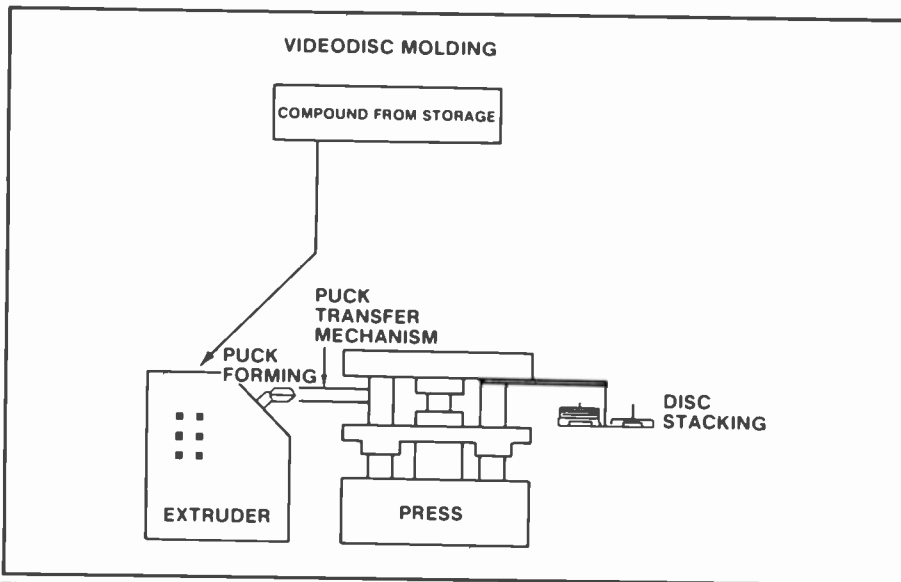 VIDEODISC MOLDING
COMPOUND FROM STORAGE
PUCK
TRANSFER
MECHANISM
PUCK
FORMING
DISC
STACKING
EXTRUDER
PRESS